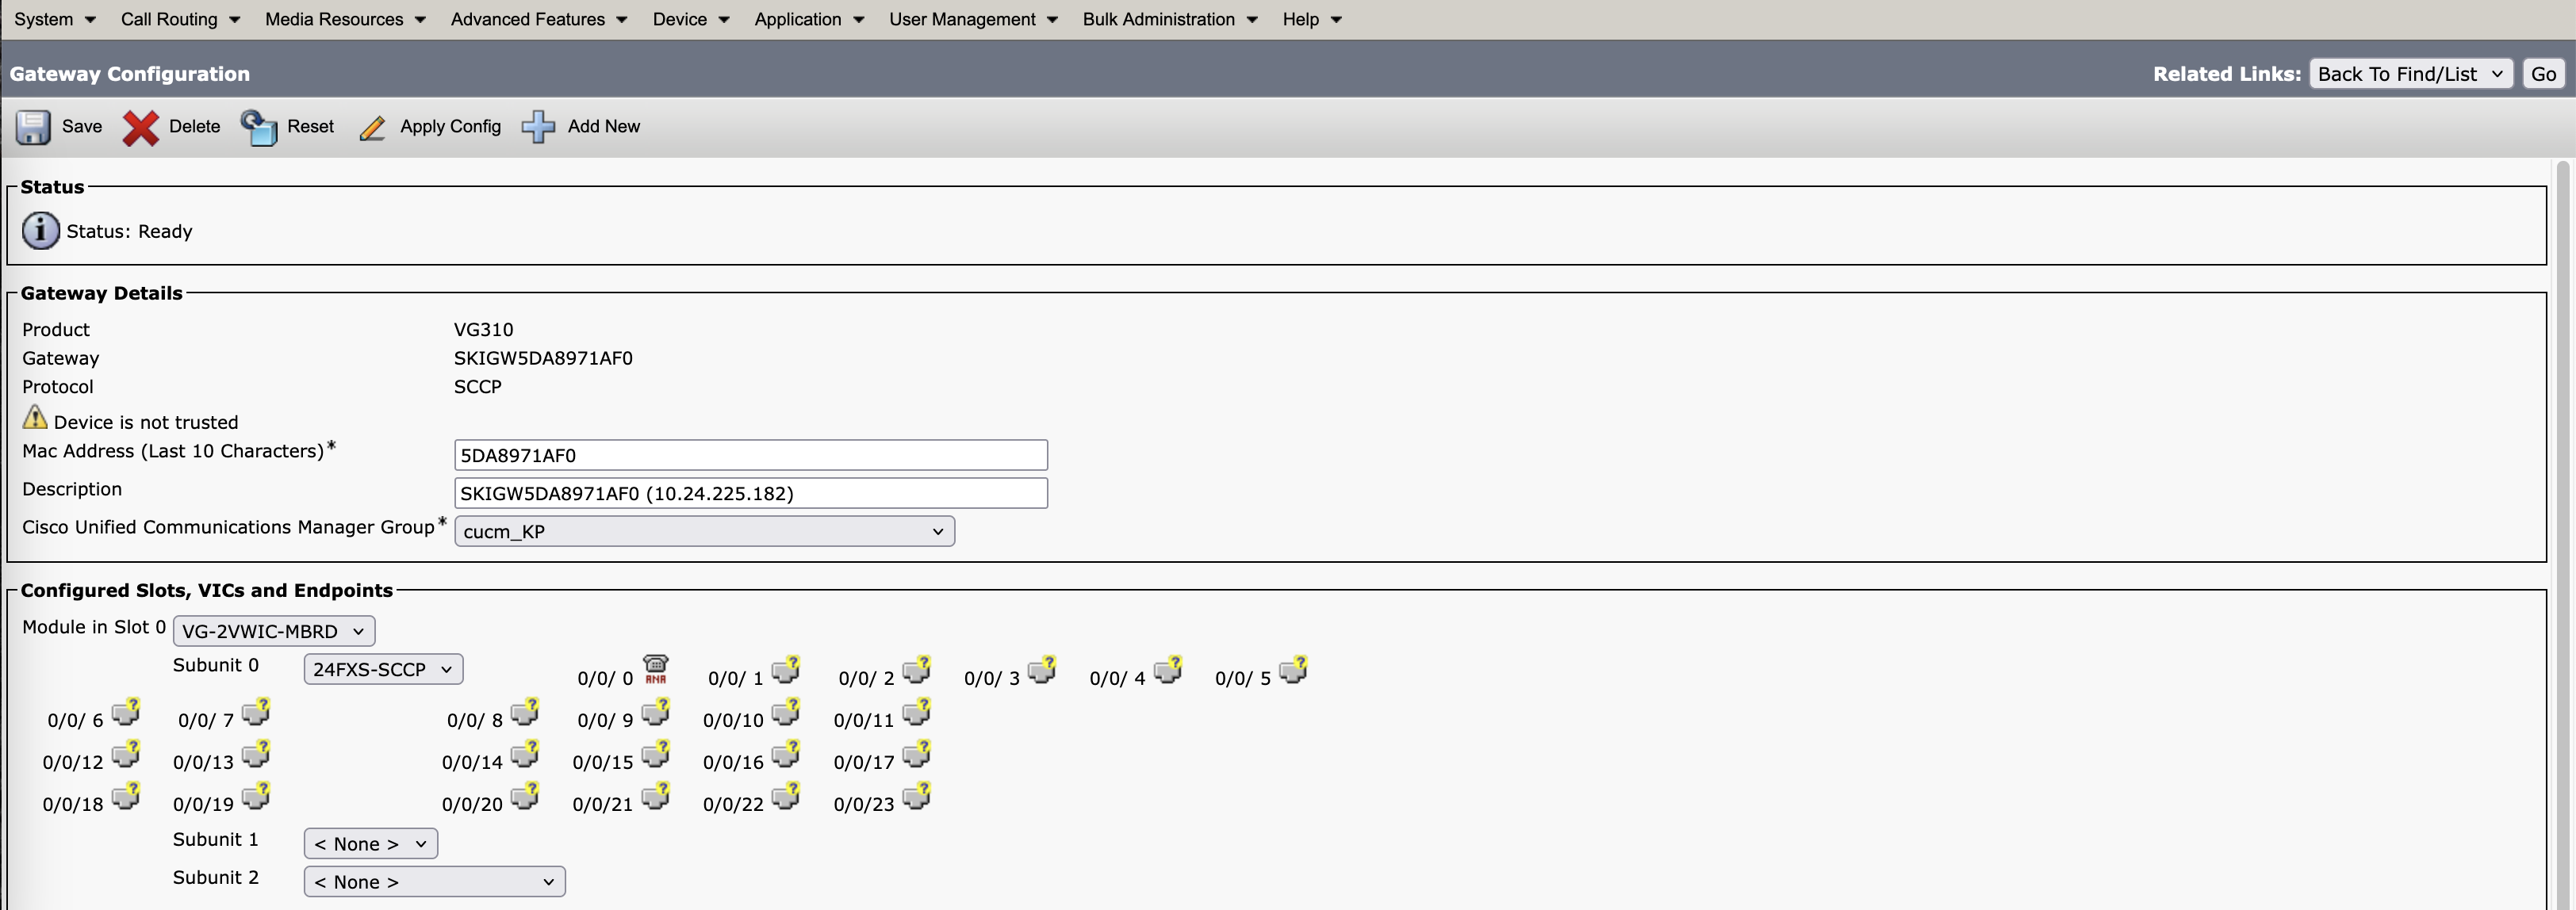 System Call Routing Media Resources Advanced Features Device Application User Management Bulk Administration Help
Gateway Configuration Related Links: Back To Find/List Go
Save Delete Reset Apply Config Add New
Status
Status: Ready
Gateway Details
Product VG310
Gateway SKIGW5DA8971AF0
Protocol SCCP
Device is not trusted
Mac Address (Last 10 Characters)* 5DA8971AF0
Description SKIGW5DA8971AF0 (10.24.225.182)
Cisco Unified Communications Manager Group* cucm_KP
Configured Slots, VICs and Endpoints
Module in Slot 0 VG-2VWIC-MBRD
Subunit 0 24FXS-SCCP 0/0/ 0 ANA 0/0/ 1 ? 0/0/ 2 ? 0/0/ 3 ? 0/0/ 4 ? 0/0/ 5 ?
0/0/ 6 ? 0/0/ 7 ? 0/0/ 8 ? 0/0/ 9 ? 0/0/10 ? 0/0/11 ?
0/0/12 ? 0/0/13 ? 0/0/14 ? 0/0/15 ? 0/0/16 ? 0/0/17 ?
0/0/18 ? 0/0/19 ? 0/0/20 ? 0/0/21 ? 0/0/22 ? 0/0/23 ?
Subunit 1 < None >
Subunit 2 < None >